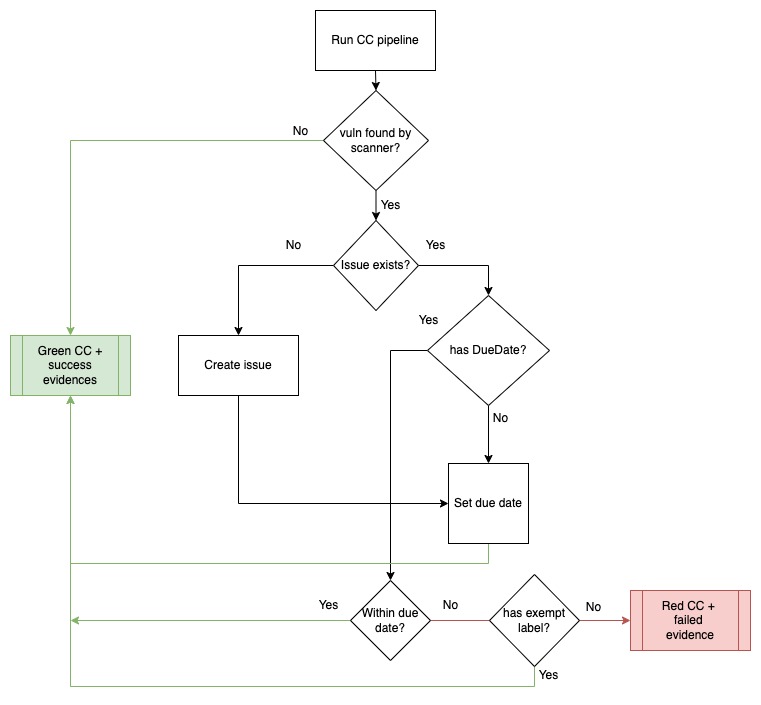 Run CC pipeline
No
vuln found by
scanner?
Yes
No
Issue exists?
Yes
Yes
Green CC +
success
evidences
Create issue
has DueDate?
No
Set due date
Yes
Within due
date?
No
has exempt
label?
No
Red CC +
failed
evidence
Yes